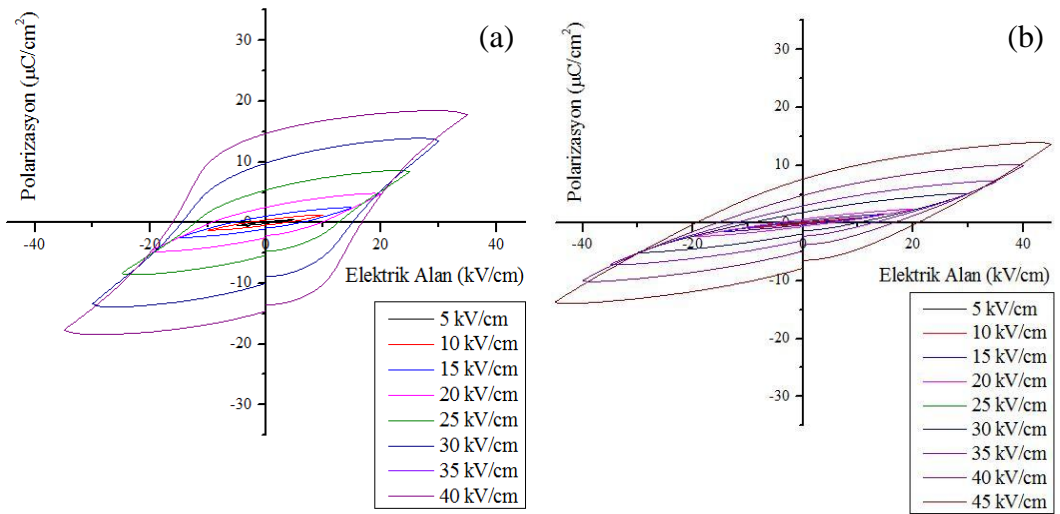 (a)
Polarizasyon (μC/cm²)
30
20
10
0
-10
-20
-30
-40
-20
0
20
40
Elektrik Alan (kV/cm)
5 kV/cm
10 kV/cm
15 kV/cm
20 kV/cm
25 kV/cm
30 kV/cm
35 kV/cm
40 kV/cm
(b)
Polarizasyon (μC/cm²)
30
20
10
0
-10
-20
-30
-40
-20
0
20
40
Elektrik Alan (kV/cm)
5 kV/cm
10 kV/cm
15 kV/cm
20 kV/cm
25 kV/cm
30 kV/cm
35 kV/cm
40 kV/cm
45 kV/cm